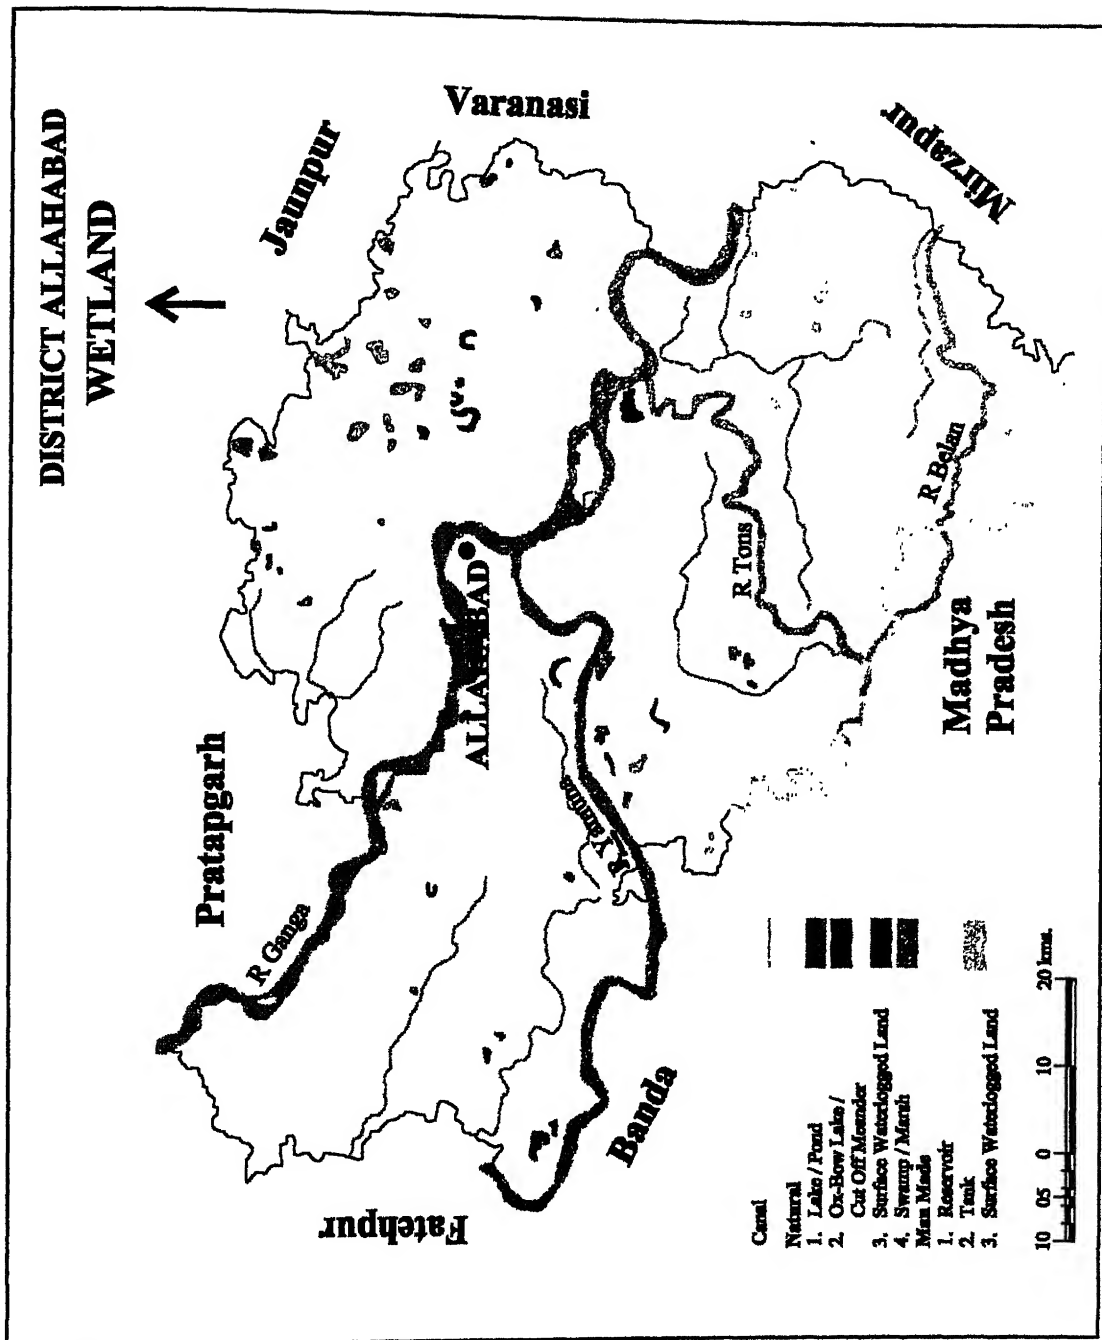 DISTRICT ALLAHABAD
WETLAND
Jaunpur
Varanasi
Mirzapur
Pratapgarh
R Ganga
ALLAHABAD
R. Yamuna
R Tons
R Belan
Madhya
Pradesh
Fatehpur
Banda
Canal
Natural
1. Lake / Pond
2. Ox-Bow Lake /
Cut Off Meander
3. Surface Waterlogged Land
4. Swamp / Marsh
Man Made
1. Reservoir
2. Tank
3. Surface Waterlogged Land
10 05 0 10 20 kms.